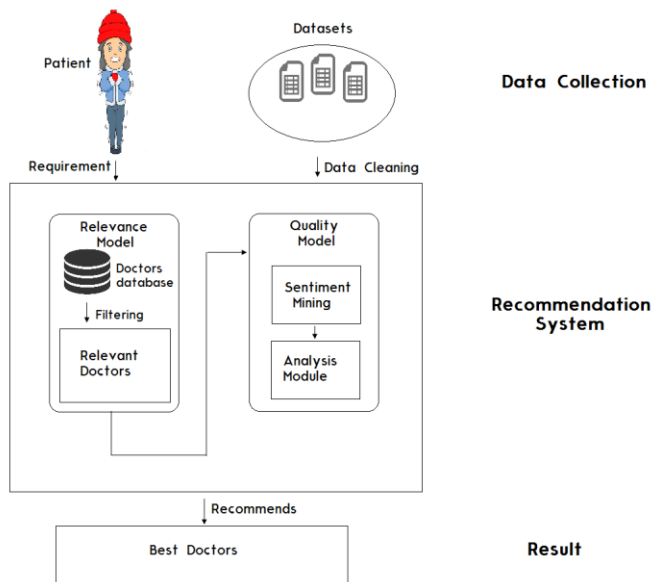 Datasets
Patient
Data Collection
Requirement
Data Cleaning
Relevance
Model
Doctors
database
Filtering
Relevant
Doctors
Quality
Model
Sentiment
Mining
Analysis
Module
Recommendation
System
Recommends
Best Doctors
Result